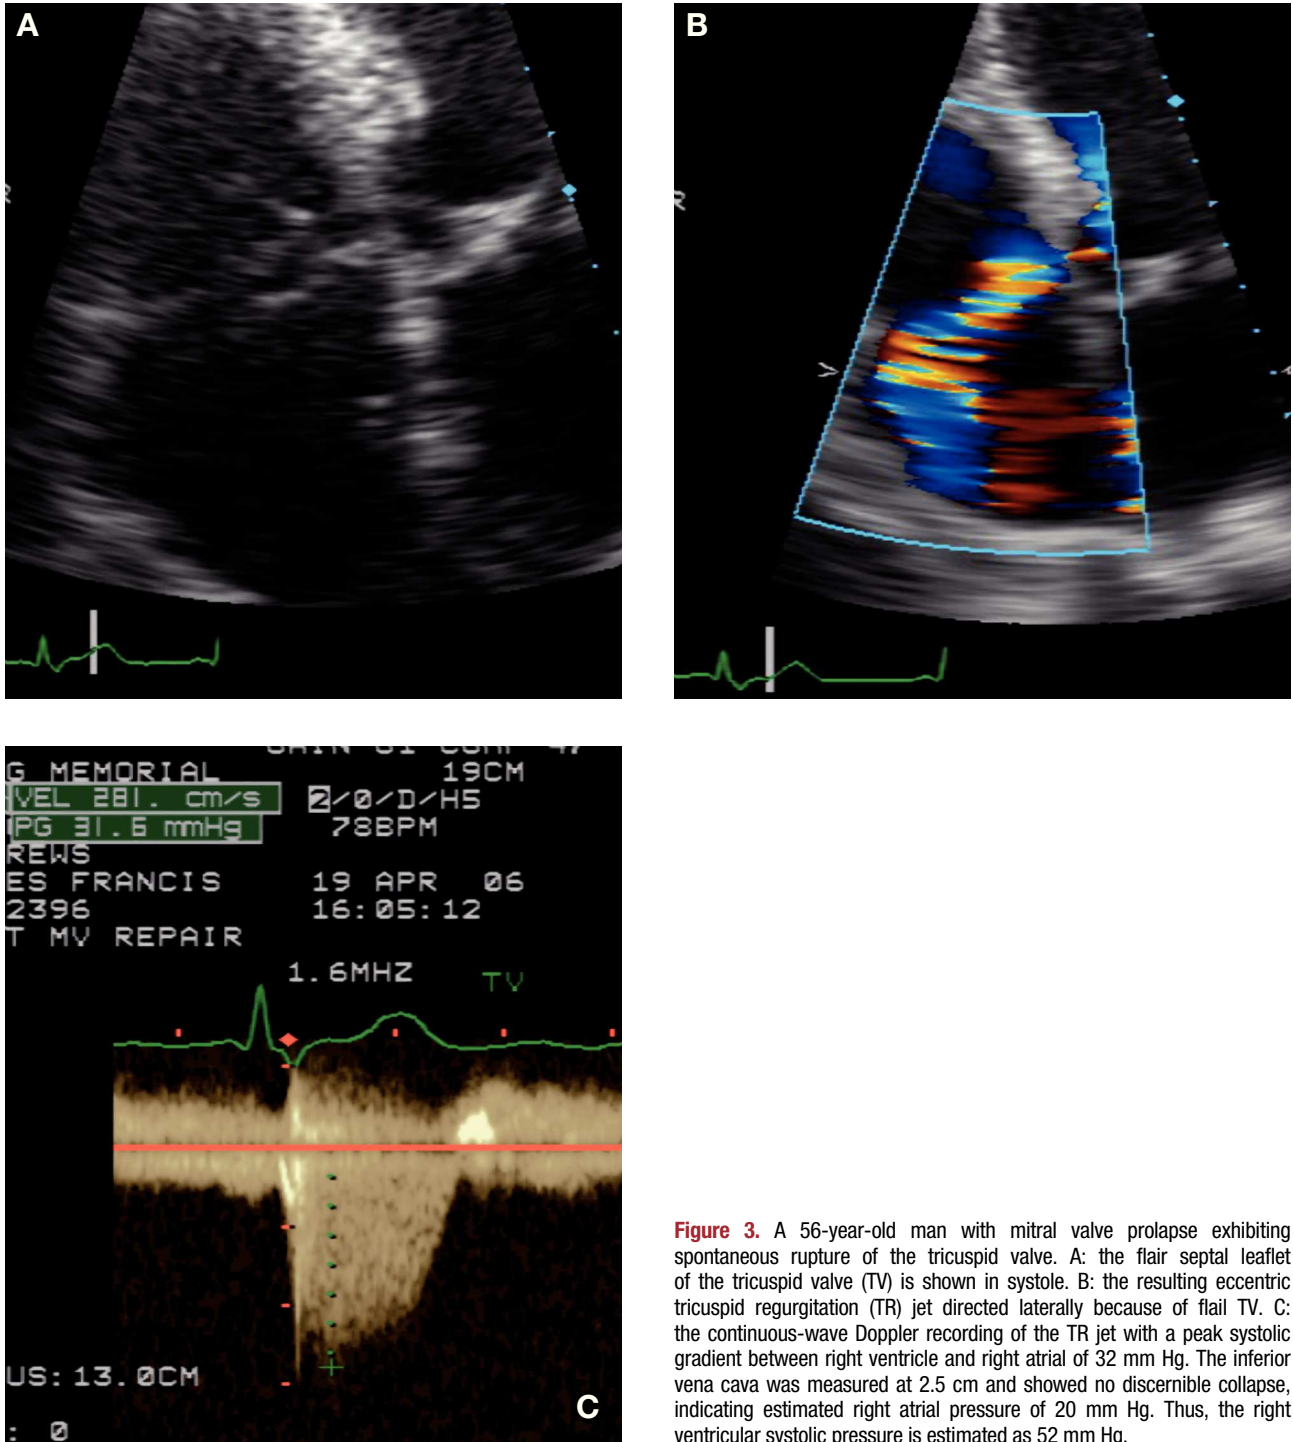 A
B
R
R
G MEMORIAL 19CM
VEL 281. cm/s 2/0/D/H5
PG 31.6 mmHg 78BPM
REWS
ES FRANCIS 19 APR 06
2396 16:05:12
T MV REPAIR
1.6MHZ TV
US:13.0CM
C
: 0
Figure 3. A 56-year-old man with mitral valve prolapse exhibiting
spontaneous rupture of the tricuspid valve. A: the flair septal leaflet
of the tricuspid valve (TV) is shown in systole. B: the resulting eccentric
tricuspid regurgitation (TR) jet directed laterally because of flail TV. C:
the continuous-wave Doppler recording of the TR jet with a peak systolic
gradient between right ventricle and right atrial of 32 mm Hg. The inferior
vena cava was measured at 2.5 cm and showed no discernible collapse,
indicating estimated right atrial pressure of 20 mm Hg. Thus, the right
ventricular systolic pressure is estimated as 52 mm Hg.